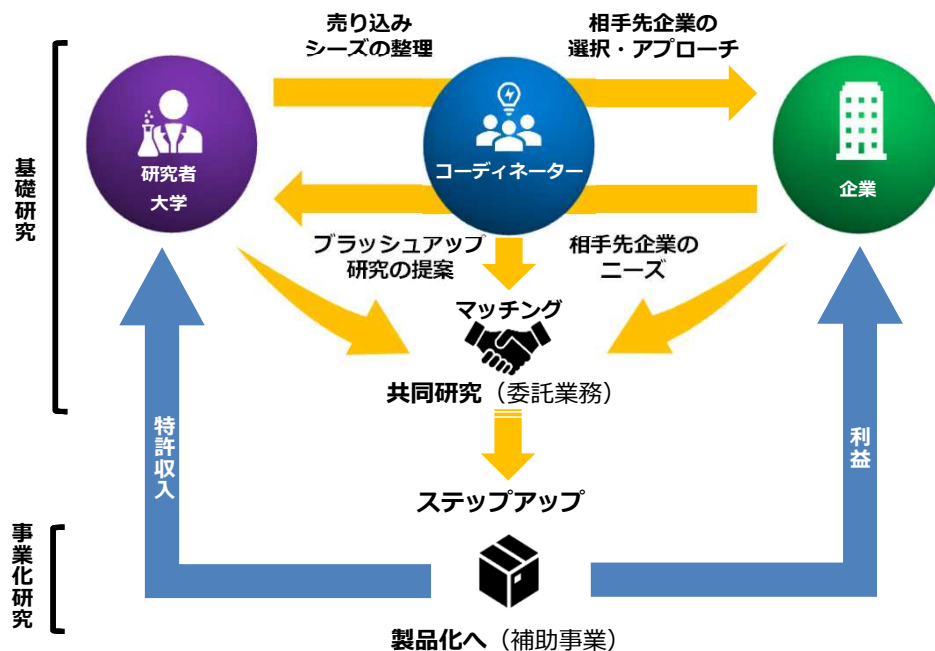 売り込み
シーズの整理
相手先企業の
選択・アプローチ
基礎研究
研究者
大学
コーディネーター
企業
ブラッシュアップ
研究の提案
相手先企業の
ニーズ
マッチング
共同研究（委託業務）
特許収入
利益
ステップアップ
事業化研究
製品化へ（補助事業）